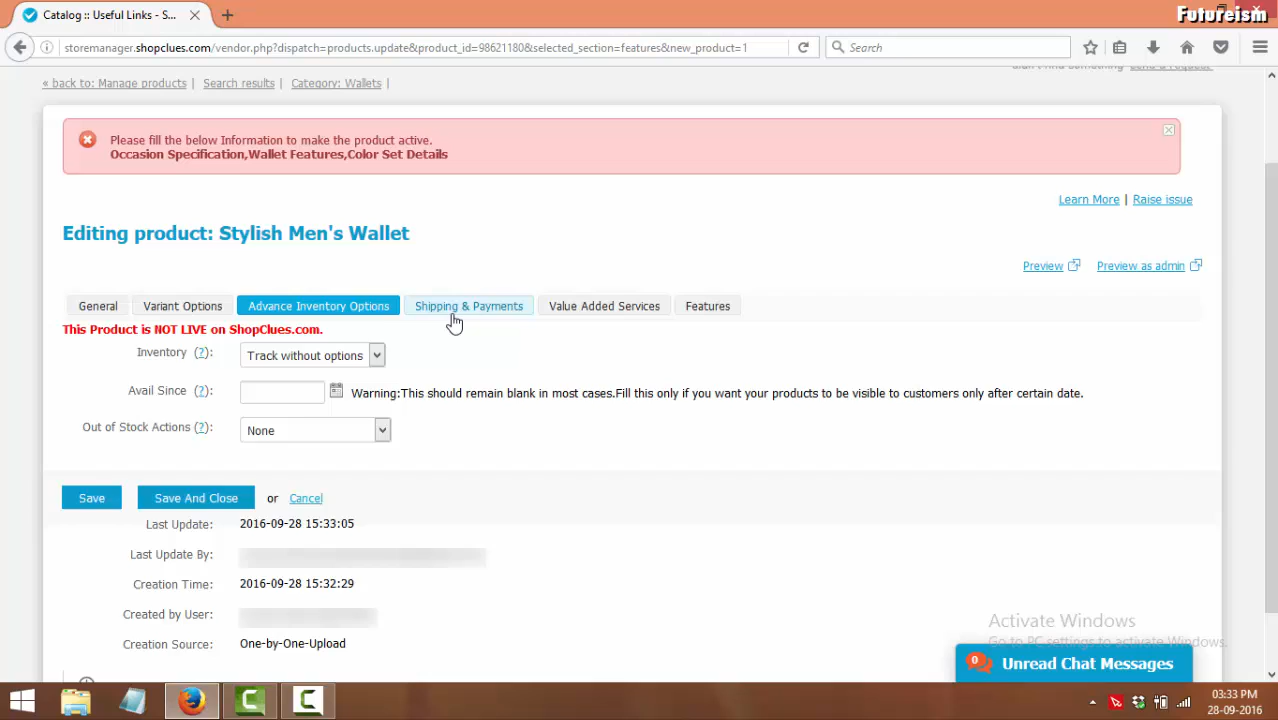 Catalog :: Useful Links - S...
Futureism
storemanager.shopclues.com/vendor.php?dispatch=products.update&product_id=98621180&selected_section=features&new_product=1
Search
« back to: Manage products | Search results | Category: Wallets |
Please fill the below Information to make the product active.
Occasion Specification,Wallet Features,Color Set Details
Learn More | Raise issue
Editing product: Stylish Men's Wallet
Preview Preview as admin
General Variant Options Advance Inventory Options Shipping & Payments Value Added Services Features
This Product is NOT LIVE on ShopClues.com.
Inventory (?): Track without options
Avail Since (?): Warning:This should remain blank in most cases.Fill this only if you want your products to be visible to customers only after certain date.
Out of Stock Actions (?): None
Save Save And Close or Cancel
Last Update: 2016-09-28 15:33:05
Last Update By:
Creation Time: 2016-09-28 15:32:29
Created by User:
Creation Source: One-by-One-Upload
Activate Windows
Go to PC settings to activate Windows.
0 Unread Chat Messages
03:33 PM
28-09-2016